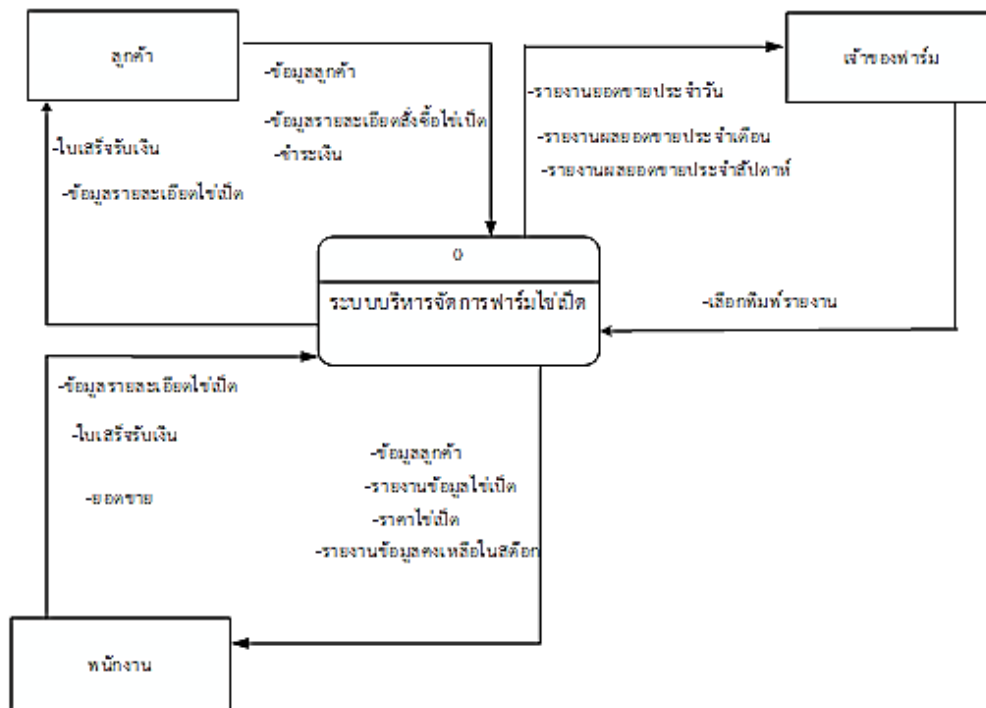 ลูกค้า
เจ้าของฟาร์ม
-ข้อมูลลูกค้า
-ข้อมูลรายละเอียดสั่งซื้อไข่เป็ด
-ชำระเงิน
-รายงานยอดขายประจำวัน
-รายงานผลยอดขายประจำเดือน
-รายงานผลยอดขายประจำสัปดาห์
-ใบเสร็จรับเงิน
-ข้อมูลรายละเอียดไข่เป็ด
0
ระบบบริหารจัดการฟาร์มไข่เป็ด
-เลือกพิมพ์รายงาน
-ข้อมูลรายละเอียดไข่เป็ด
-ใบเสร็จรับเงิน
-ยอดขาย
-ข้อมูลลูกค้า
-รายงานข้อมูลไข่เป็ด
-ราคาไข่เป็ด
-รายงานข้อมูลคงเหลือในสต๊อก
พนักงาน